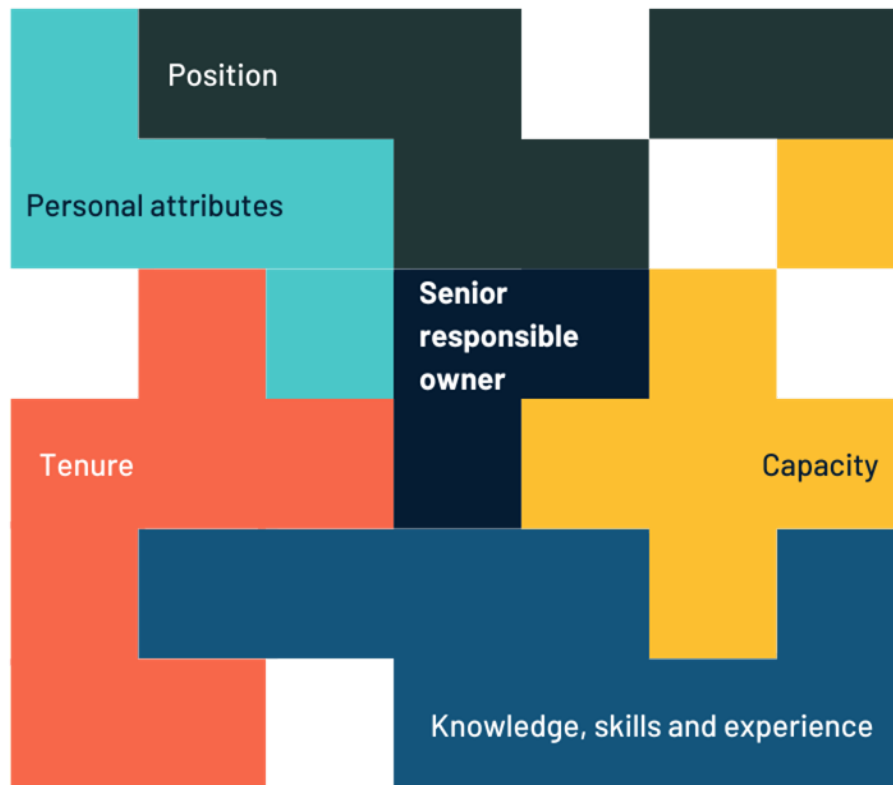 Position
Personal attributes
Senior
responsible
owner
Tenure
Capacity
Knowledge, skills and experience